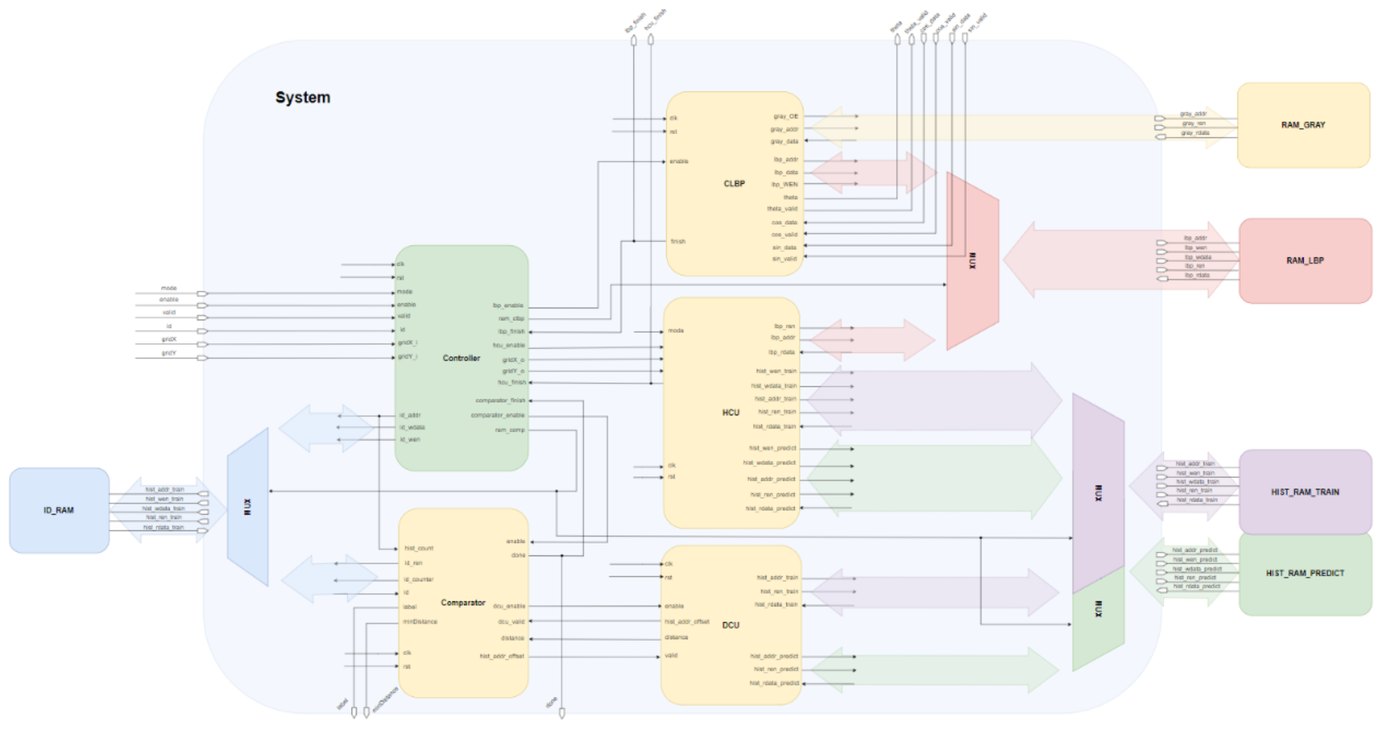 lbp_finish
hcu_finish
theta
theta_valid
cos_data
cos_valid
sin_data
sin_valid
System
clk
rst
enable
finish
CLBP
gray_OE
gray_addr
gray_data
lbp_addr
lbp_data
lbp_WEN
theta
theta_valid
cos_data
cos_valid
sin_data
sin_valid
gray_addr
gray_ren
gray_rdata
RAM_GRAY
MUX
lbp_addr
lbp_wen
lbp_wdata
lbp_ren
lbp_rdata
RAM_LBP
mode
enable
valid
id
gridX
gridY
clk
rst
mode
enable
valid
id
gridX_i
gridY_i
Controller
lbp_enable
ram_clbp
lbp_finish
hcu_enable
gridX_o
gridY_o
hcu_finish
comparator_finish
comparator_enable
ram_comp
id_addr
id_wdata
id_wen
mode
clk
rst
HCU
lbp_ren
lbp_addr
lbp_rdata
hist_wen_train
hist_wdata_train
hist_addr_train
hist_ren_train
hist_rdata_train
hist_wen_predict
hist_wdata_predict
hist_addr_predict
hist_ren_predict
hist_rdata_predict
MUX
MUX
hist_addr_train
hist_wen_train
hist_wdata_train
hist_ren_train
hist_rdata_train
HIST_RAM_TRAIN
hist_addr_predict
hist_wen_predict
hist_wdata_predict
hist_ren_predict
hist_rdata_predict
HIST_RAM_PREDICT
ID_RAM
hist_addr_train
hist_wen_train
hist_wdata_train
hist_ren_train
hist_rdata_train
MUX
hist_count
id_ren
id_counter
id
label
minDistance
clk
rst
Comparator
enable
done
dcu_enable
dcu_valid
distance
hist_addr_offset
clk
rst
enable
hist_addr_offset
distance
valid
DCU
hist_addr_train
hist_ren_train
hist_rdata_train
hist_addr_predict
hist_ren_predict
hist_rdata_predict
label
minDistance
done